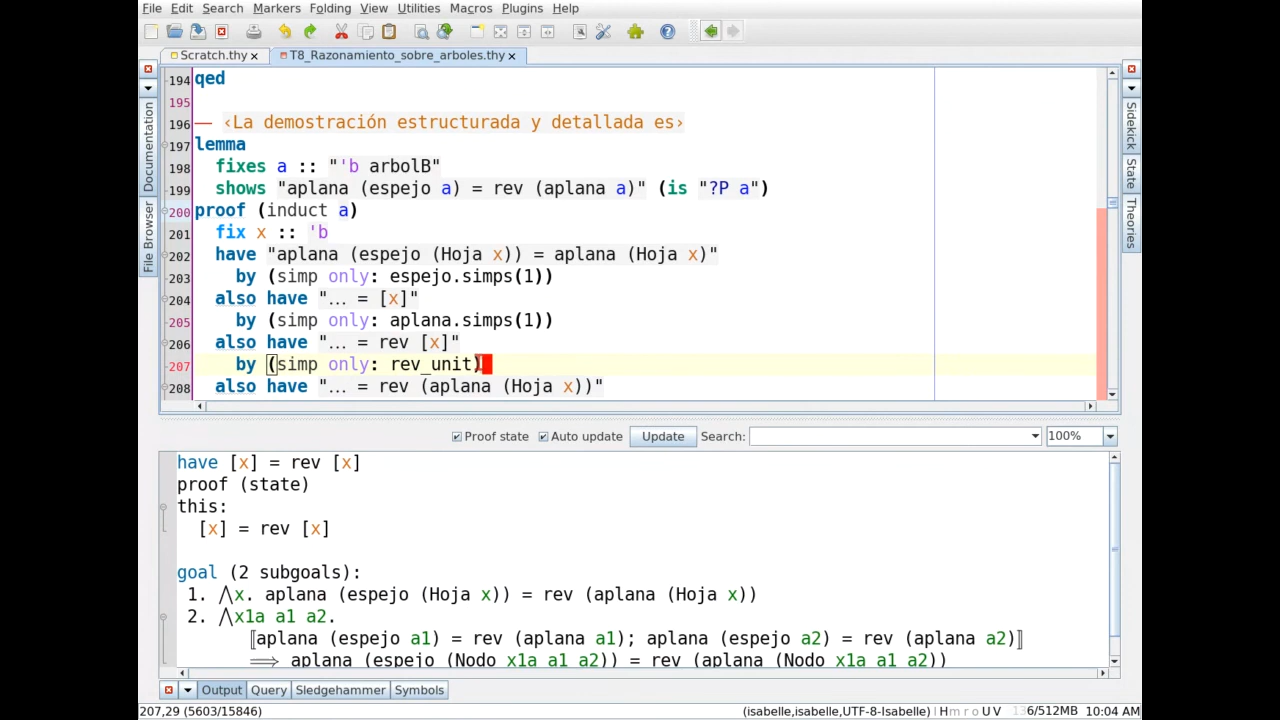 File Edit Search Markers Folding View Utilities Macros Plugins Help
Scratch.thy
T8_Razonamiento_sobre_arboles.thy
194 qed
195
196 — ‹La demostración estructurada y detallada es›
197 lemma
198 fixes a :: "'b arbolB"
199 shows "aplana (espejo a) = rev (aplana a)" (is "?P a")
200 proof (induct a)
201 fix x :: 'b
202 have "aplana (espejo (Hoja x)) = aplana (Hoja x)"
203 by (simp only: espejo.simps(1))
204 also have "... = [x]"
205 by (simp only: aplana.simps(1))
206 also have "... = rev [x]"
207 by (simp only: rev_unit)
208 also have "... = rev (aplana (Hoja x))"
Documentation
File Browser
Sidekick
State
Theories
Proof state Auto update Update Search: 100%
have [x] = rev [x]
proof (state)
this:
[x] = rev [x]
goal (2 subgoals):
1. ⋀x. aplana (espejo (Hoja x)) = rev (aplana (Hoja x))
2. ⋀x1a a1 a2.
⟦aplana (espejo a1) = rev (aplana a1); aplana (espejo a2) = rev (aplana a2)⟧
⟹ aplana (espejo (Nodo x1a a1 a2)) = rev (aplana (Nodo x1a a1 a2))
Output Query Sledgehammer Symbols
207,29 (5603/15846) (isabelle,isabelle,UTF-8-Isabelle) | H m r o U V 10:04 AM